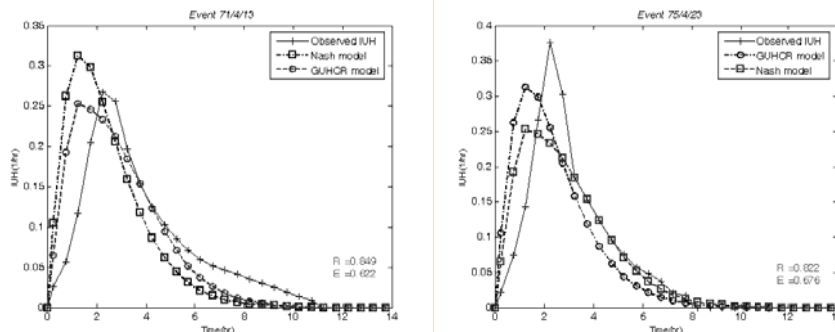 Event 71/4/13
0.35
0.3
0.25
0.2
0.15
0.1
0.05
0
IUH(1/hr)
Observed IUH
Nash model
GUHCR model
R =0.849
E =0.622
0 2 4 6 8 10 12 14
Time(hr)
Event 75/4/23
0.4
0.35
0.3
0.25
0.2
0.15
0.1
0.05
0
IUH(1/hr)
Observed IUH
GUHCR model
Nash model
R =0.822
E =0.676
0 2 4 6 8 10 12 14
Time(hr)